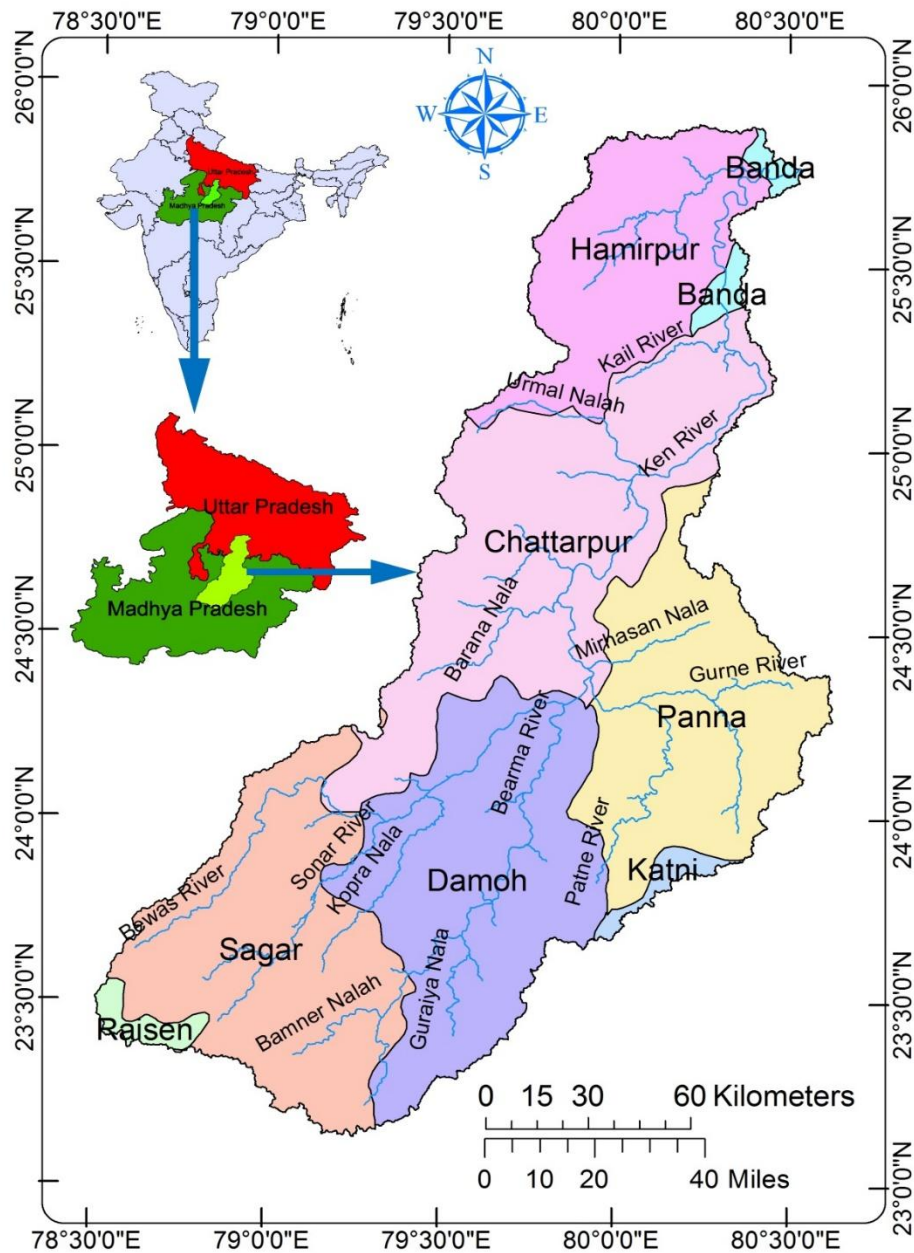 78°30'0"E
79°0'0"E
79°30'0"E
80°0'0"E
80°30'0"E
26°0'0"N
25°30'0"N
25°0'0"N
24°30'0"N
24°0'0"N
23°30'0"N
26°0'0"N
25°30'0"N
25°0'0"N
24°30'0"N
24°0'0"N
23°30'0"N
23°0'0"N
N
W
E
S
Uttar Pradesh
Madhya Pradesh
Uttar Pradesh
Madhya Pradesh
Banda
Hamirpur
Banda
Kail River
Urmal Nalah
Ken River
Chattarpur
Barana Nala
Mirhasan Nala
Gurne River
Panna
Bearma River
Sonar River
Kopra Nala
Patne River
Katni
Damoh
Bewas River
Sagar
Guraiya Nala
Bamner Nalah
Raisen
0 15 30 60 Kilometers
0 10 20 40 Miles
78°30'0"E
79°0'0"E
79°30'0"E
80°0'0"E
80°30'0"E